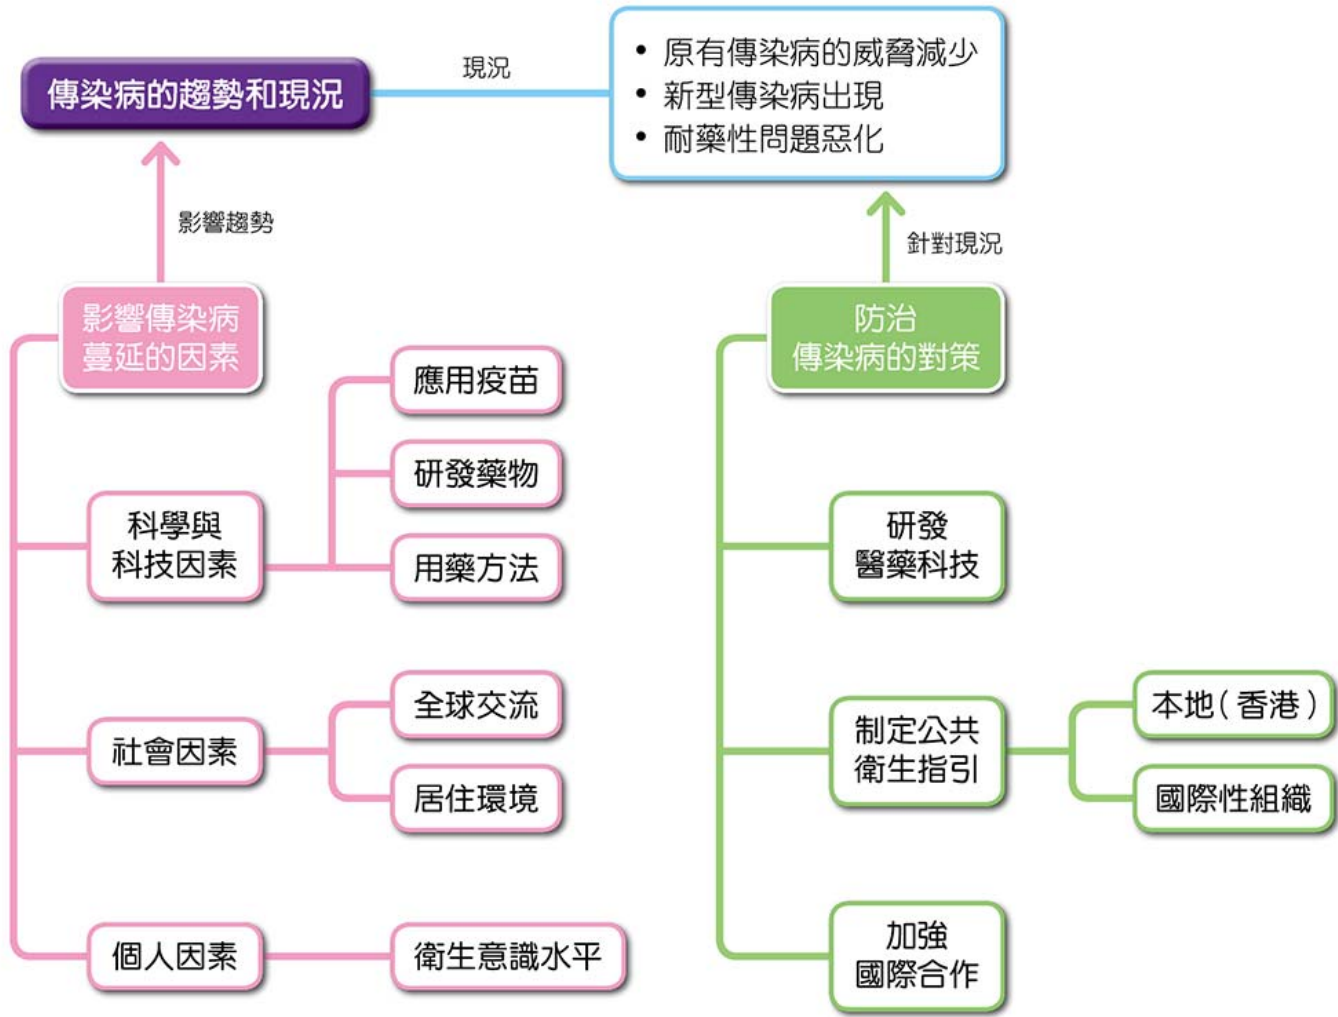 傳染病的趨勢和現況
現況
• 原有傳染病的威脅減少
• 新型傳染病出現
• 耐藥性問題惡化
影響趨勢
針對現況
影響傳染病
蔓延的因素
科學與
科技因素
應用疫苗
研發藥物
用藥方法
社會因素
全球交流
居住環境
個人因素
衞生意識水平
防治
傳染病的對策
研發
醫藥科技
制定公共
衞生指引
本地（香港）
國際性組織
加強
國際合作